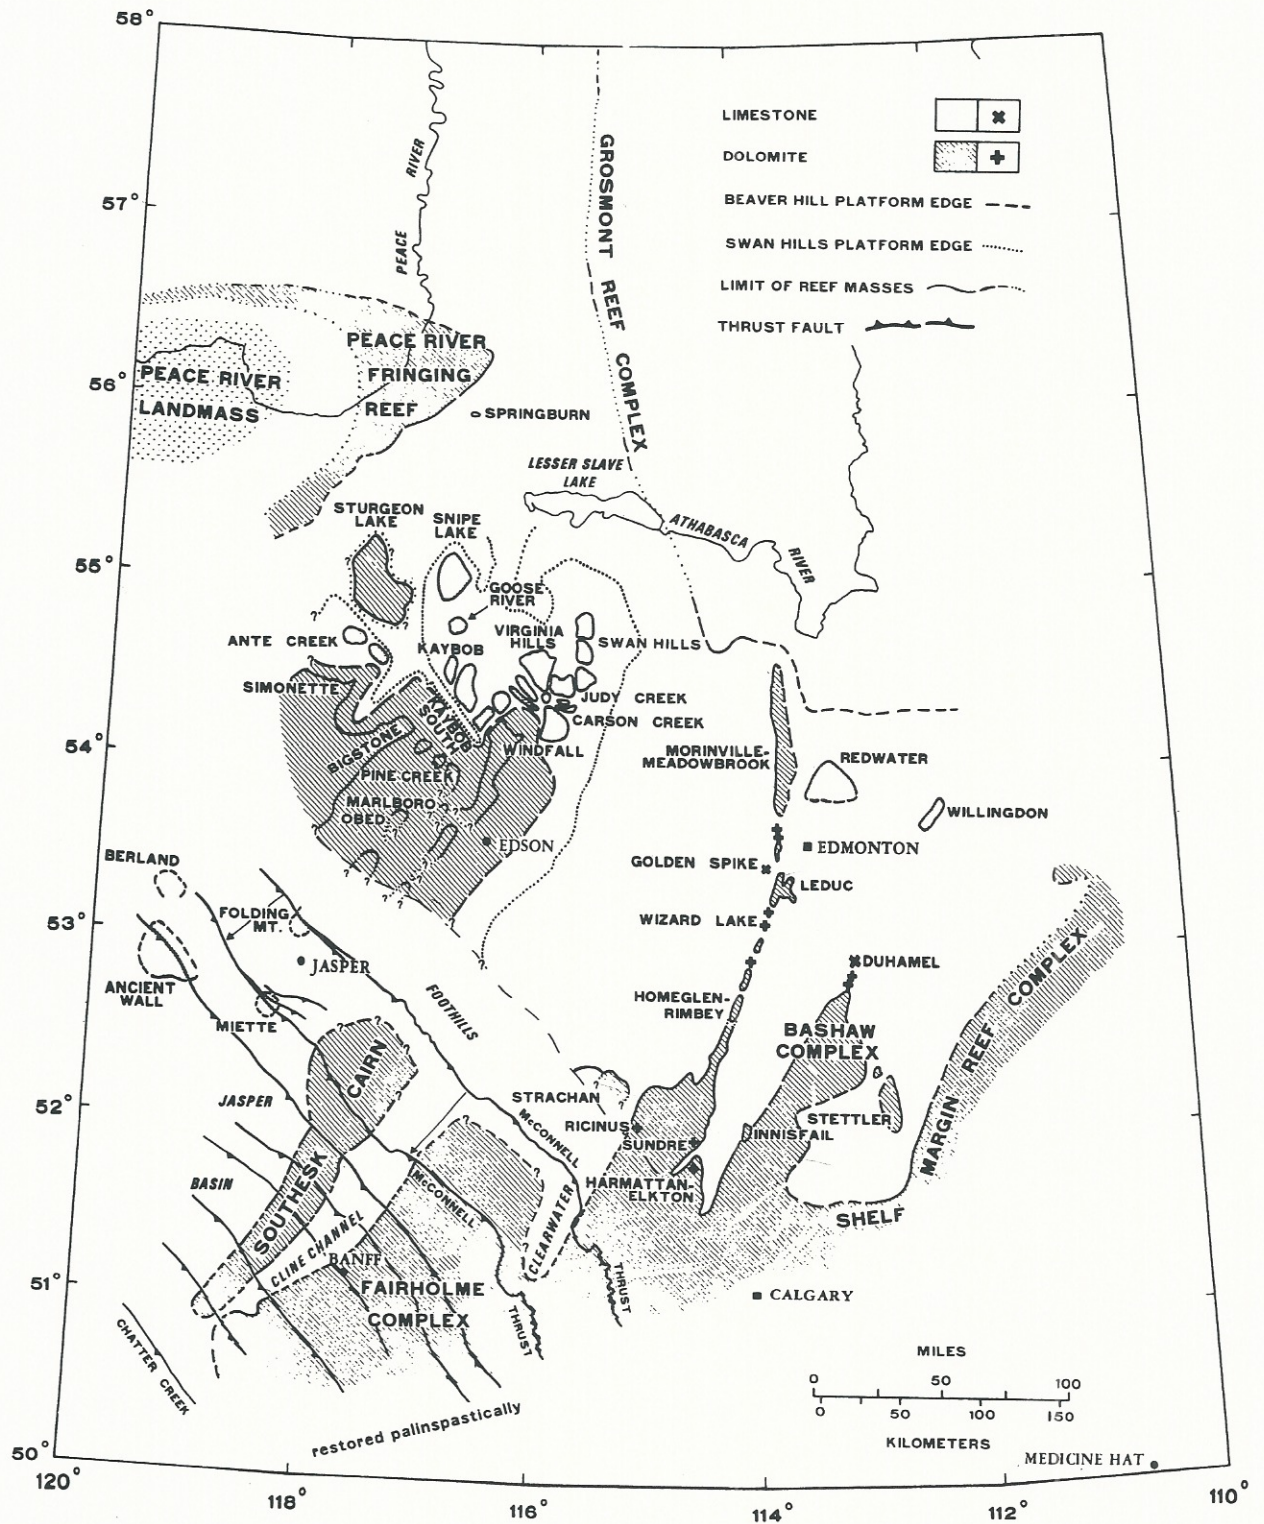 58°
57°
56°
55°
54°
53°
52°
51°
50°
120°
118°
116°
114°
112°
110°
LIMESTONE
DOLOMITE
BEAVER HILL PLATFORM EDGE
SWAN HILLS PLATFORM EDGE
LIMIT OF REEF MASSES
THRUST FAULT
PEACE RIVER
GROSMONT REEF COMPLEX
PEACE RIVER
FRINGING
REEF
PEACE RIVER
LANDMASS
SPRINGBURN
LESSER SLAVE
LAKE
ATHABASCA RIVER
STURGEON
LAKE
SNIPE
LAKE
GOOSE
RIVER
ANTE CREEK
KAYBOB
VIRGINIA
HILLS
SWAN HILLS
SIMONETTE
KAYBOB
SOUTH
JUDY CREEK
CARSON CREEK
WINDFALL
BIGSTONE
PINE CREEK
MARLBORO
OBED
EDSON
MORINVILLE-
MEADOWBROOK
REDWATER
WILLINGDON
EDMONTON
GOLDEN SPIKE
LEDUC
WIZARD LAKE
DUHAMEL
HOMEGLEN-
RIMBEY
BASHAW
COMPLEX
STETTLER
INNISFAIL
MARGIN REEF COMPLEX
SHELF
BERLAND
FOLDING
MT.
JASPER
ANCIENT
WALL
MIETTE
FOOTHILLS
CAIRN
JASPER
BASIN
SOUTHESK
STRACHAN
RICINUS
SUNDRE
HARMATTAN-
ELKTON
McCONNELL
McCONNELL
CLEARWATER
CLINE CHANNEL
BANFF
FAIRHOLME
COMPLEX
THRUST
THRUST
CHATTER CREEK
CALGARY
restored palinspastically
MILES
0 50 100
0 50 100 150
KILOMETERS
MEDICINE HAT